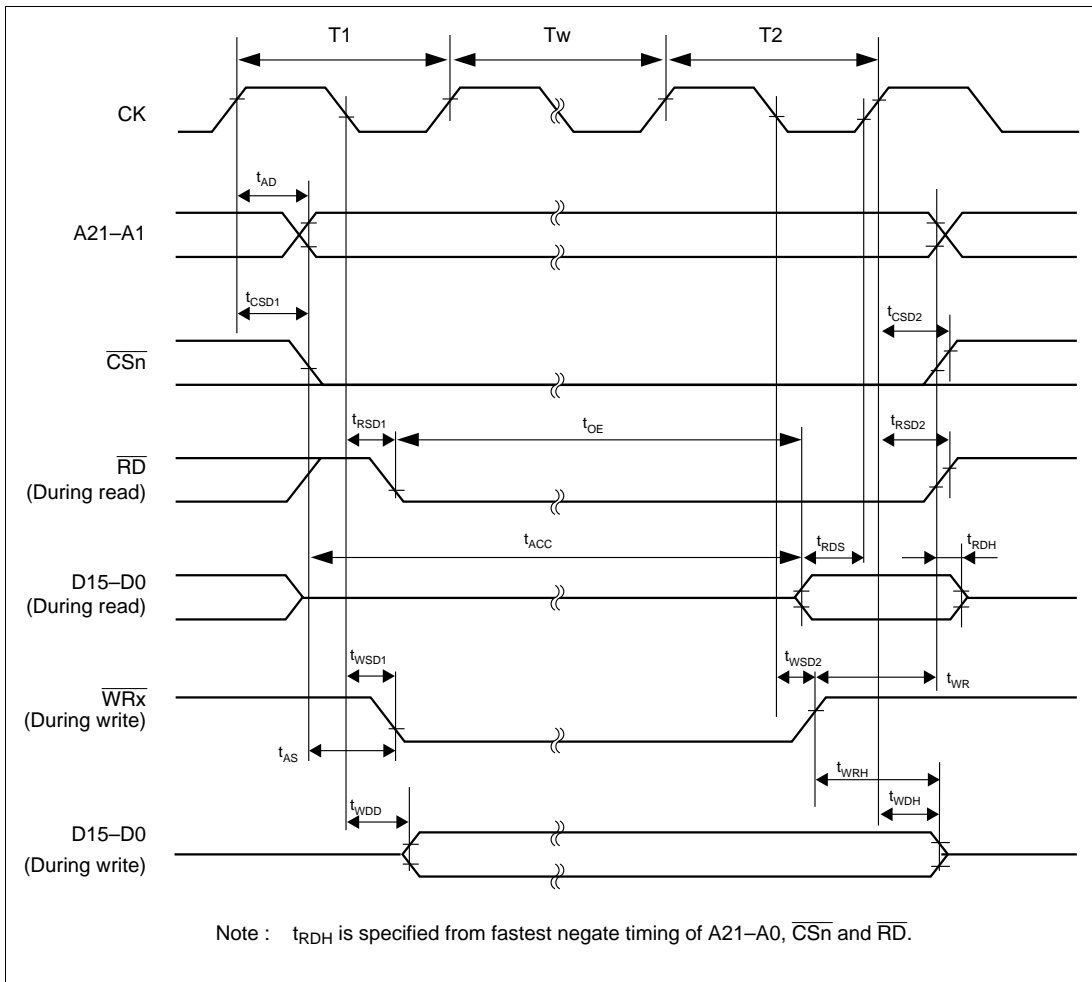 T1 Tw T2
CK
tAD
A21–A1
tCSD1 tCSD2
CSn
tRSD1 tOE tRSD2
RD
(During read)
tACC tRDS tRDH
D15–D0
(During read)
tWSD1 tWSD2
WRx
tWR
(During write)
tAS
tWRH
tWDD tWDH
D15–D0
(During write)
Note : tRDH is specified from fastest negate timing of A21–A0, CSn and RD.